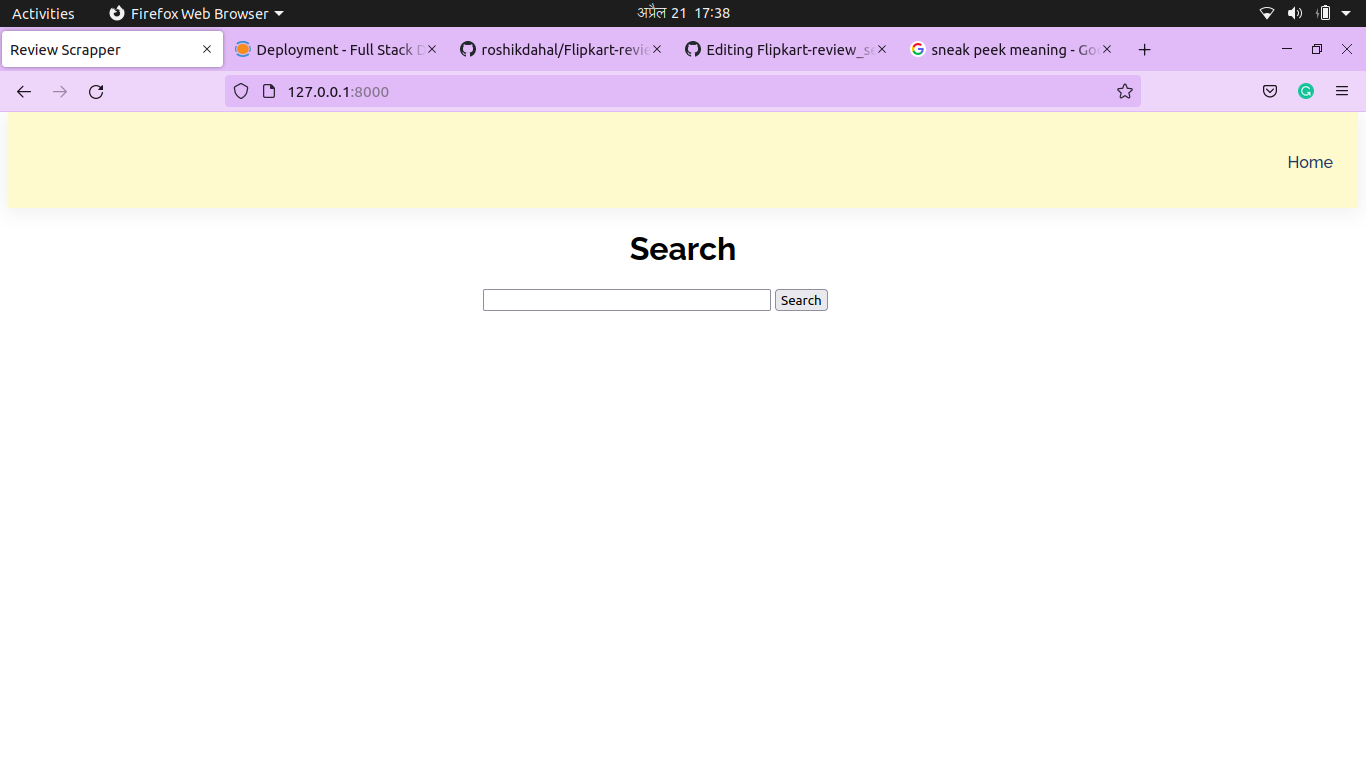 Activities Firefox Web Browser अप्रैल 21 17:38
Review Scrapper Deployment - Full Stack D roshikdahal/Flipkart-revie Editing Flipkart-review_s sneak peek meaning - Goo
127.0.0.1:8000
Home
Search
Search